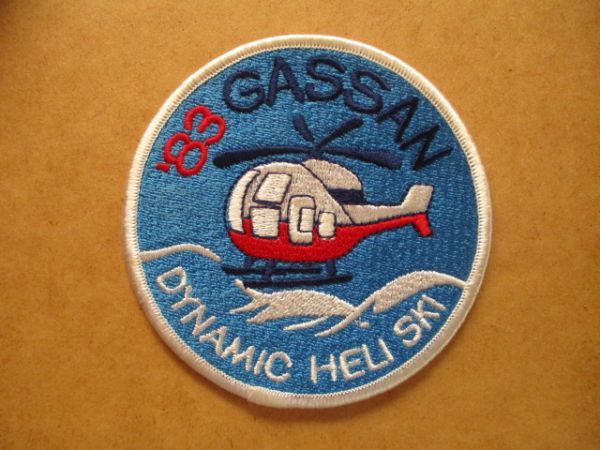 '83 GASSAN
DYNAMIC HELI SKI